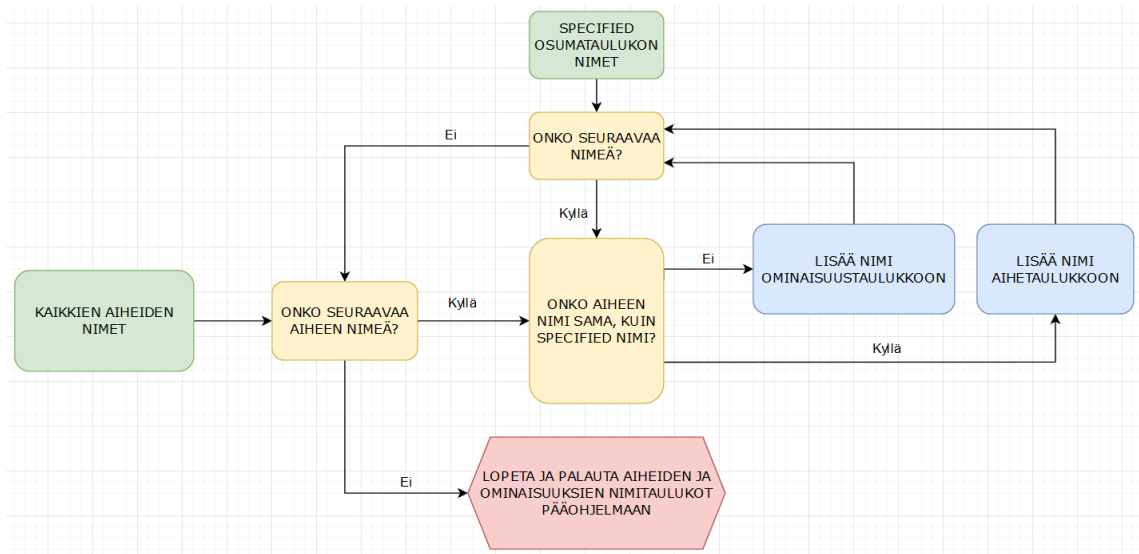 SPECIFIED
OSUMATAULUKON
NIMET
ONKO SEURAAVAA
NIMEÄ?
Ei
Kyllä
KAIKKIEN AIHEIDEN
NIMET
ONKO SEURAAVAA
AIHEEN NIMEÄ?
Kyllä
ONKO AIHEEN
NIMI SAMA, KUIN
SPECIFIED NIMI?
Ei
LISÄÄ NIMI
OMINAISUUSTAULUKKOON
LISÄÄ NIMI
AIHETAULUKKOON
Kyllä
Ei
LOPETA JA PALAUTA AIHEIDEN JA
OMINAISUUKSIEN NIMITAULUKOT
PÄÄOHJELMAAN